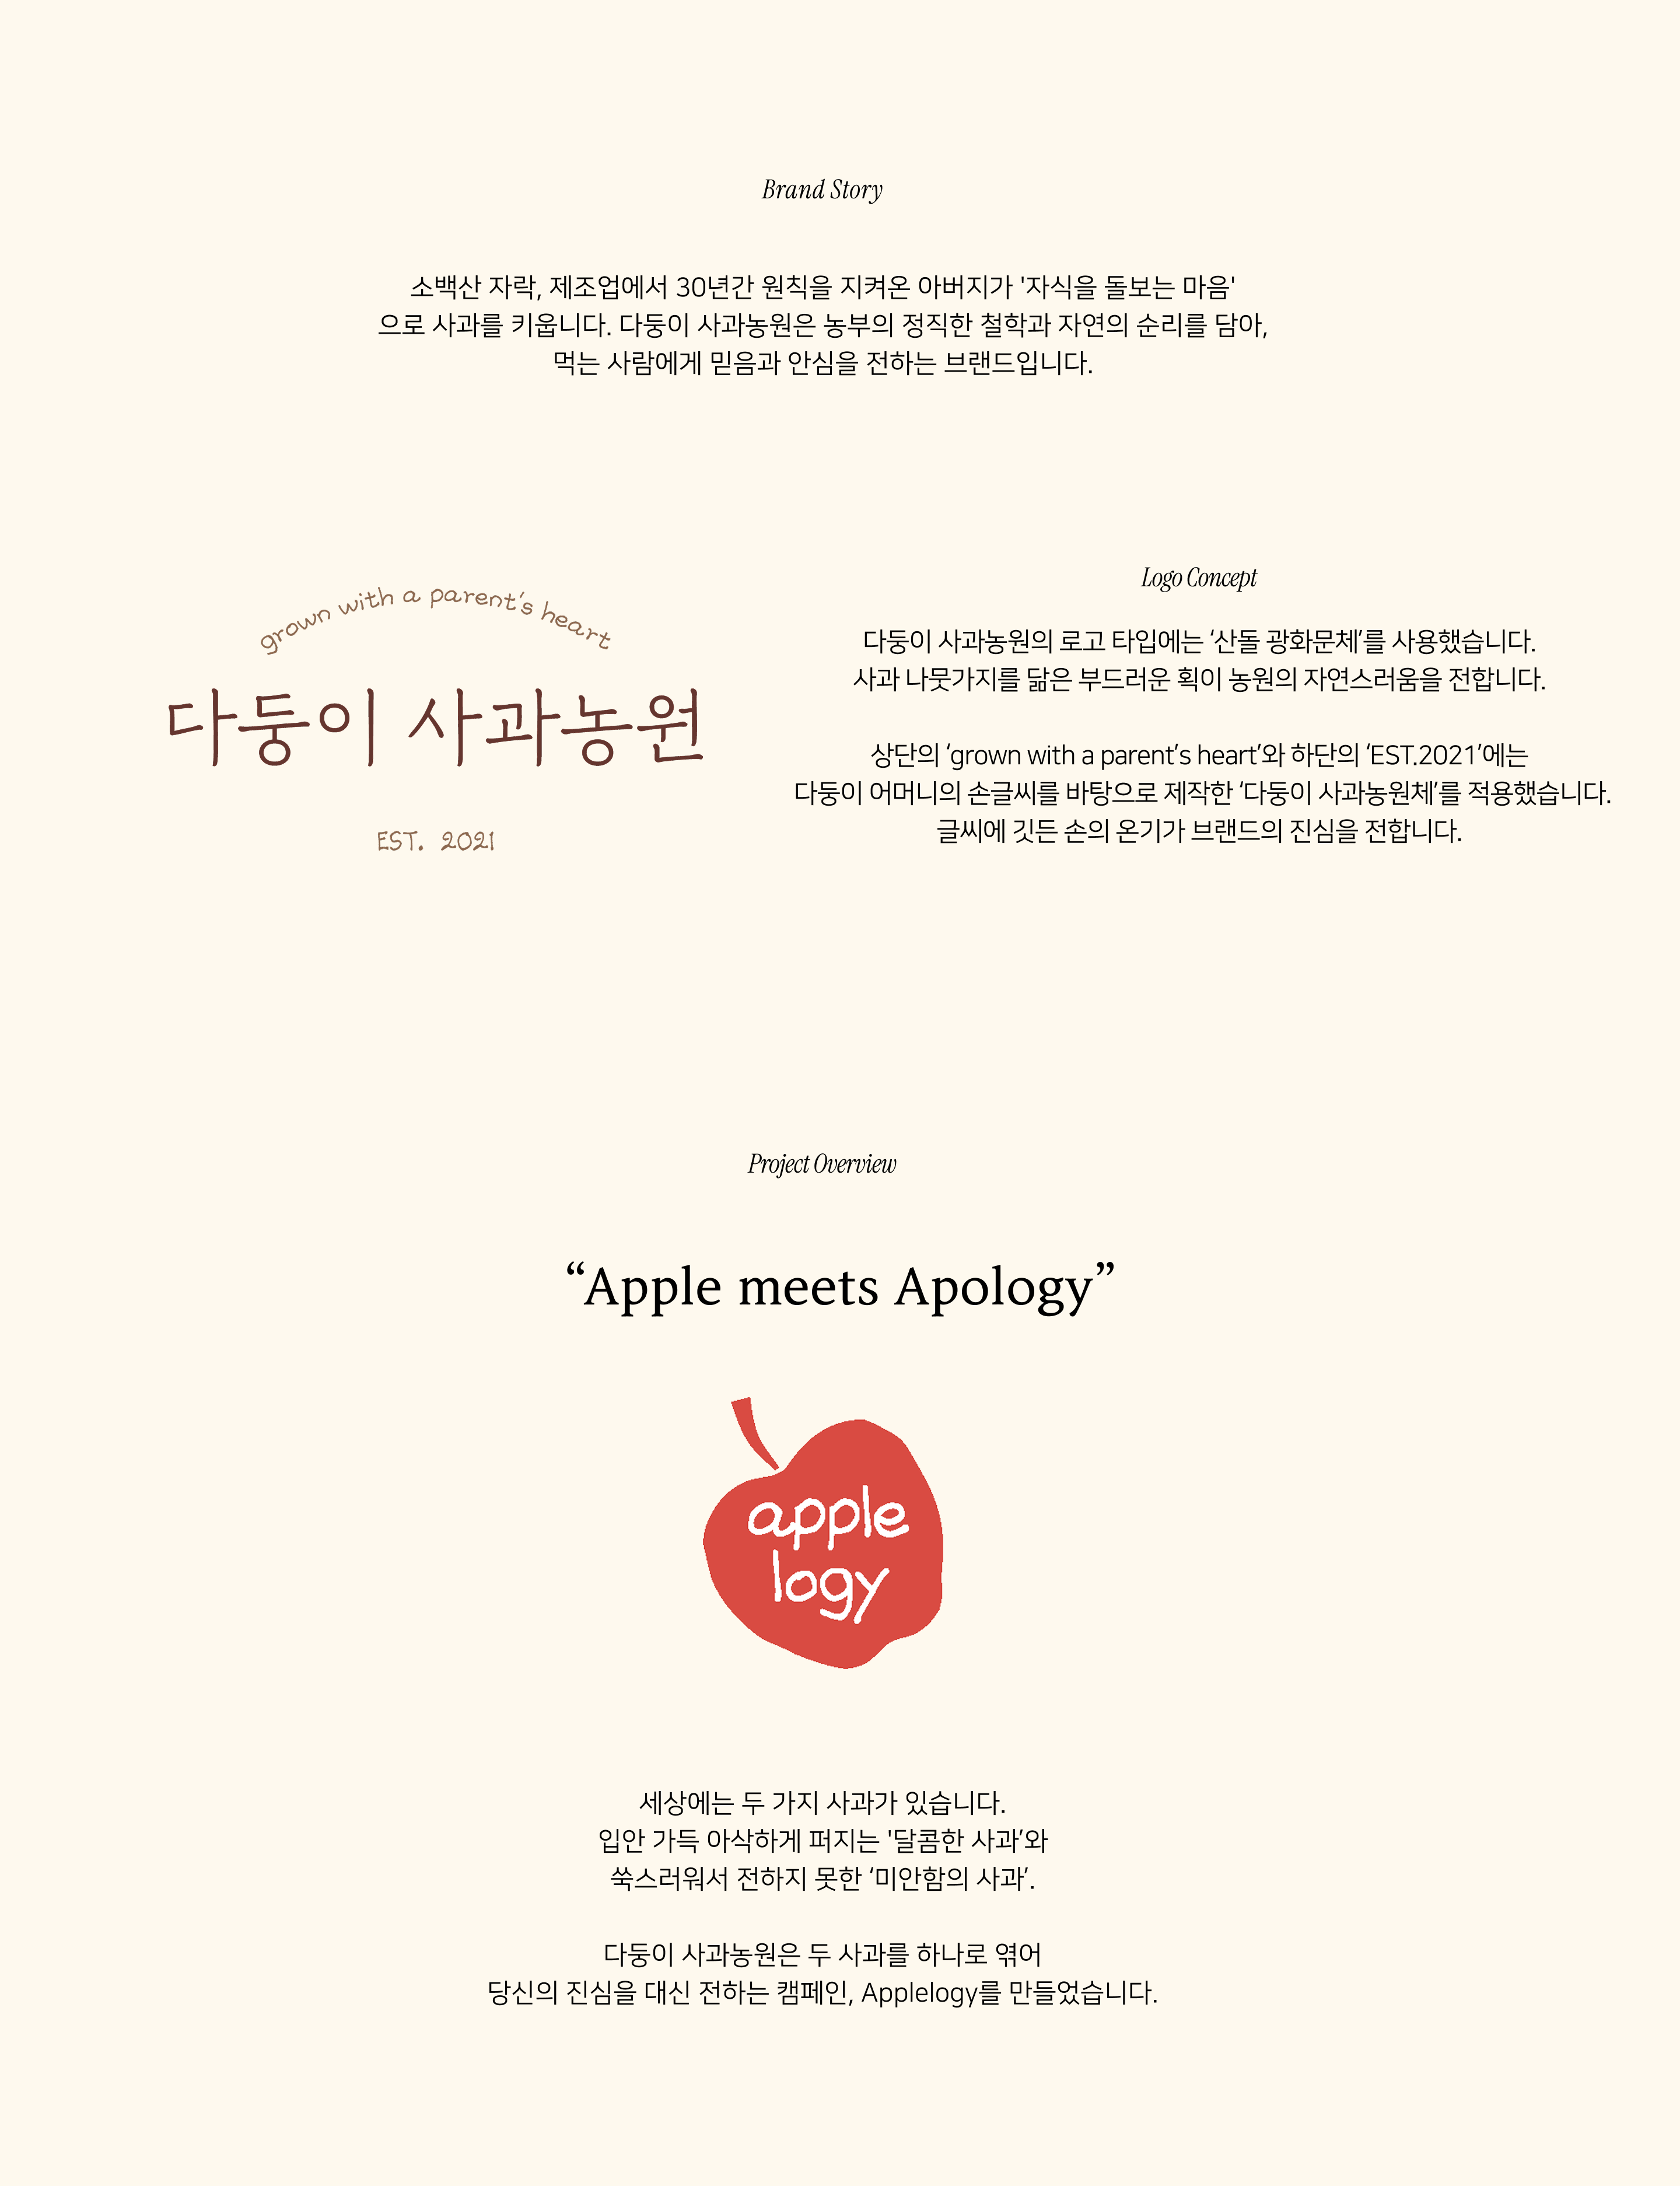 Brand Story
소백산 자락, 제조업에서 30년간 원칙을 지켜온 아버지가 '자식을 돌보는 마음'
으로 사과를 키웁니다. 다둥이 사과농원은 농부의 정직한 철학과 자연의 순리를 담아,
먹는 사람에게 믿음과 안심을 전하는 브랜드입니다.
grown with a parent's heart
다둥이 사과농원
EST. 2021
Logo Concept
다둥이 사과농원의 로고 타입에는 ‘산돌 광화문체’를 사용했습니다.
사과 나뭇가지를 닮은 부드러운 획이 농원의 자연스러움을 전합니다.
상단의 ‘grown with a parent’s heart’와 하단의 ‘EST.2021’에는
다둥이 어머니의 손글씨를 바탕으로 제작한 ‘다둥이 사과농원체’를 적용했습니다.
글씨에 깃든 손의 온기가 브랜드의 진심을 전합니다.
Project Overview
“Apple meets Apology”
apple
logy
세상에는 두 가지 사과가 있습니다.
입안 가득 아삭하게 퍼지는 '달콤한 사과’와
쑥스러워서 전하지 못한 ‘미안함의 사과’.
다둥이 사과농원은 두 사과를 하나로 엮어
당신의 진심을 대신 전하는 캠페인, Applelogy를 만들었습니다.